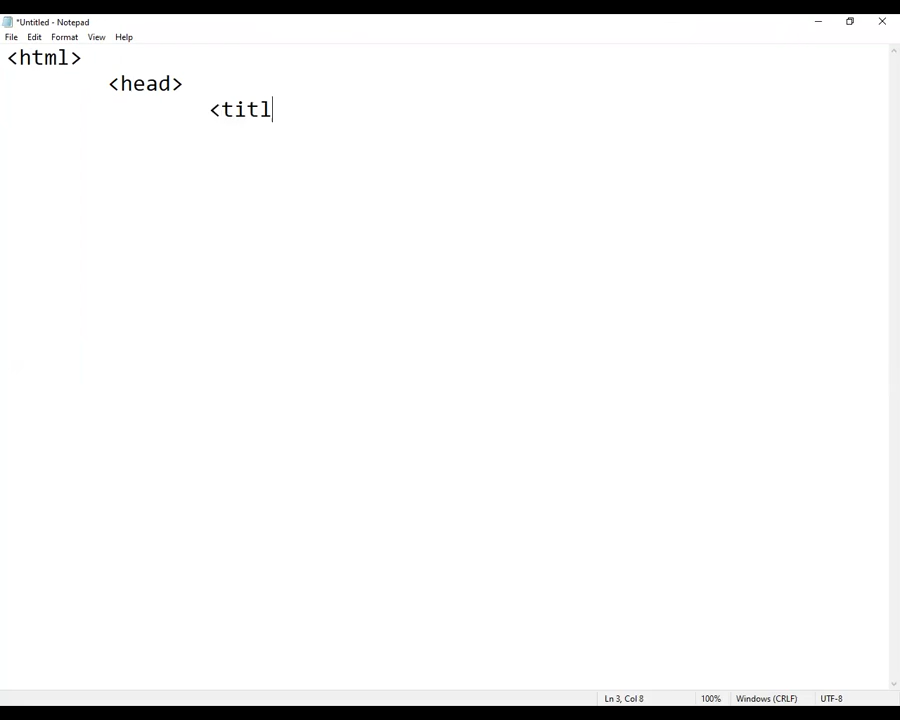 *Untitled - Notepad
File Edit Format View Help
<html>
<head>
<titl
Ln 3, Col 8 100% Windows (CRLF) UTF-8